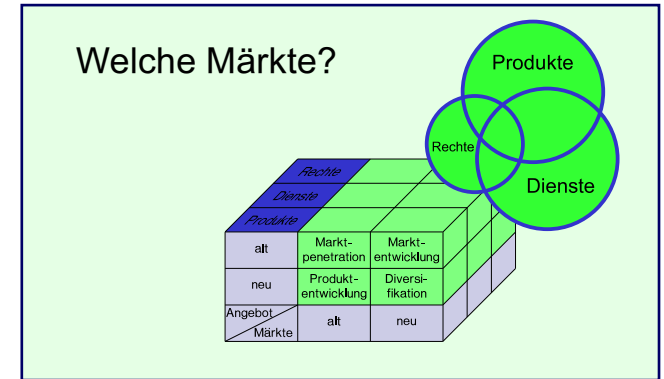 Welche Märkte?
Produkte
Rechte
Dienste
Rechte
Dienste
Produkte
alt
Markt-
penetration
Markt-
entwicklung
neu
Produkt-
entwicklung
Diversi-
fikation
Angebot
Märkte
alt
neu